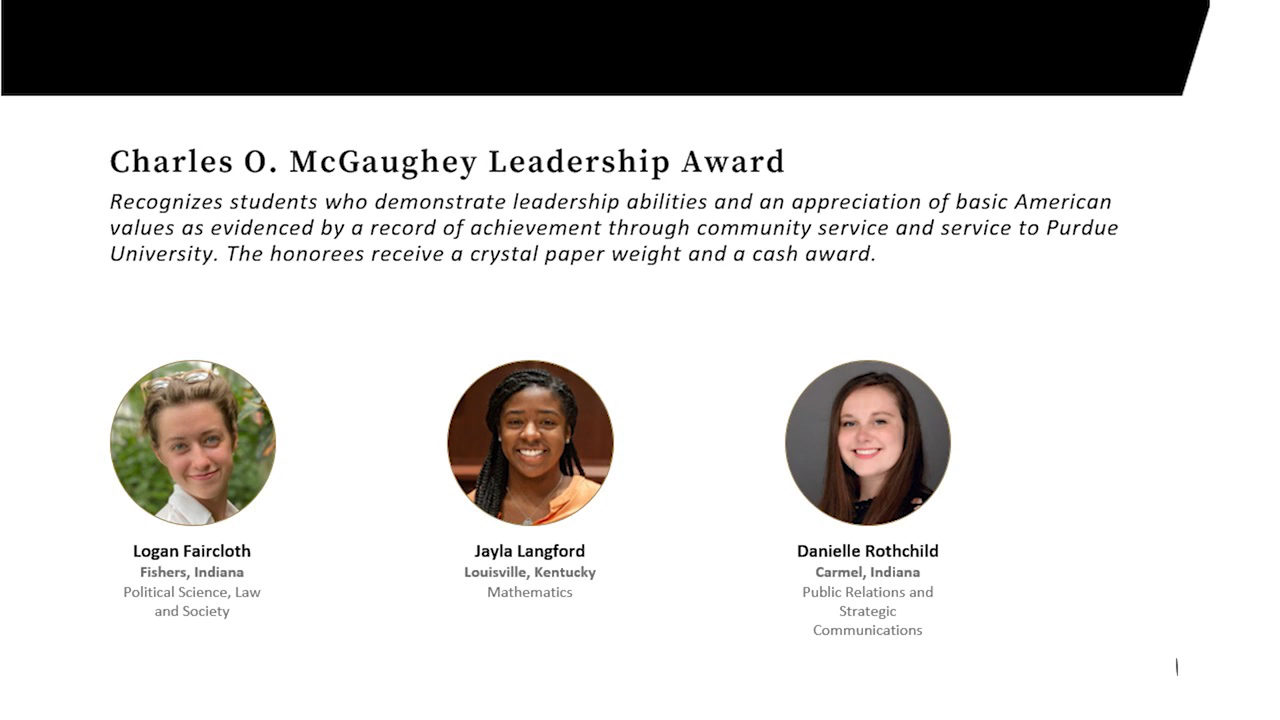 Charles O. McGaughey Leadership Award
Recognizes students who demonstrate leadership abilities and an appreciation of basic American
values as evidenced by a record of achievement through community service and service to Purdue
University. The honorees receive a crystal paper weight and a cash award.
Logan Faircloth
Fishers, Indiana
Political Science, Law
and Society
Jayla Langford
Louisville, Kentucky
Mathematics
Danielle Rothchild
Carmel, Indiana
Public Relations and
Strategic
Communications